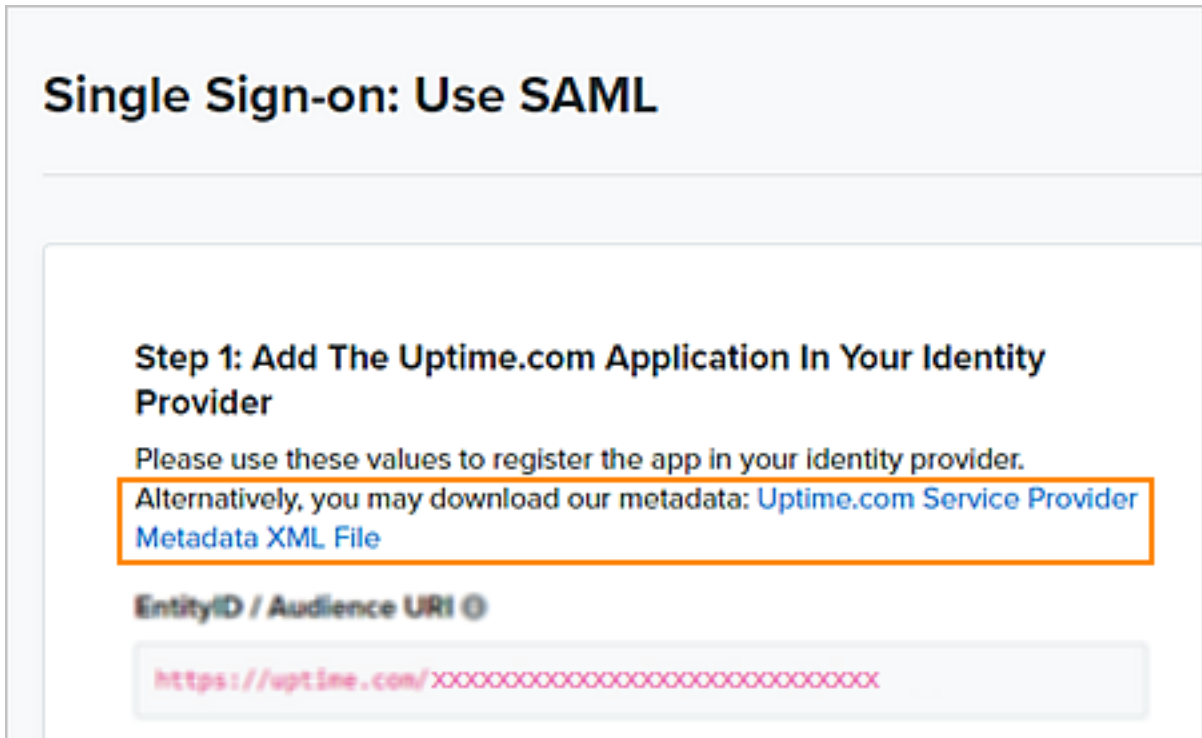 Single Sign-on: Use SAML
Step 1: Add The Uptime.com Application In Your Identity
Provider
Please use these values to register the app in your identity provider.
Alternatively, you may download our metadata: Uptime.com Service Provider
Metadata XML File
EntityID / Audience URI
https://uptime.com/XXXXXXXXXXXXXXXXXXXXXXXXXXXXXXX